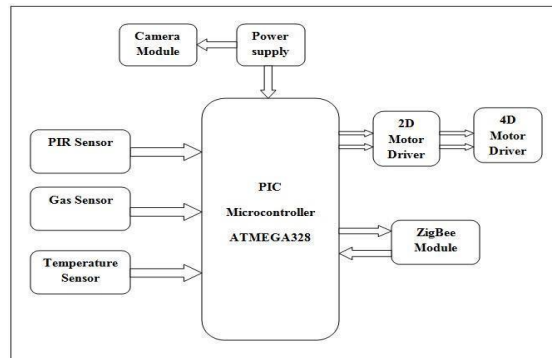 Camera
Module
Power
supply
PIR Sensor
Gas Sensor
Temperature
Sensor
PIC
Microcontroller
ATMEGA328
2D
Motor
Driver
4D
Motor
Driver
ZigBee
Module